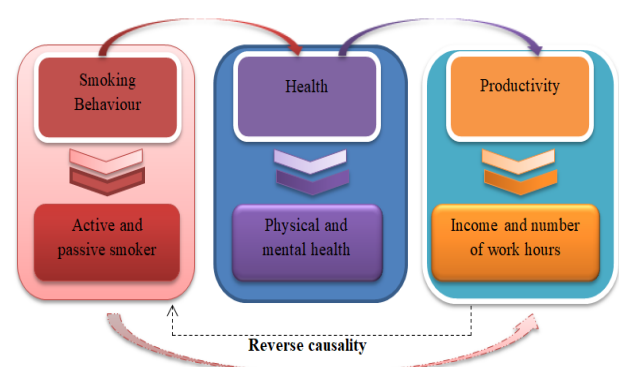 Smoking
Behaviour
Health
Productivity
Active and
passive smoker
Physical and
mental health
Income and number
of work hours
Reverse causality